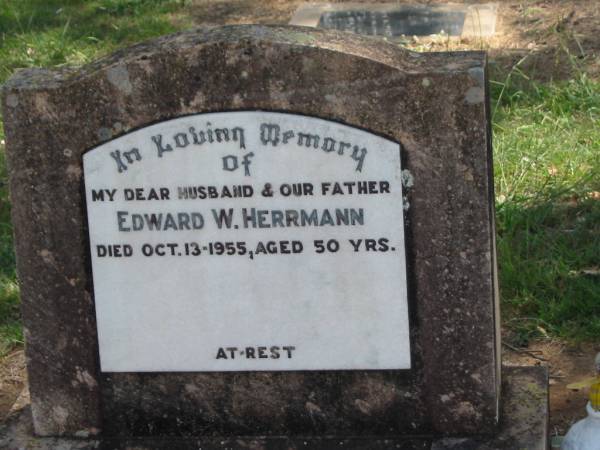 In Loving Memory
of
MY DEAR HUSBAND & OUR FATHER
EDWARD W. HERRMANN
DIED OCT. 13-1955, AGED 50 YRS.
AT-REST